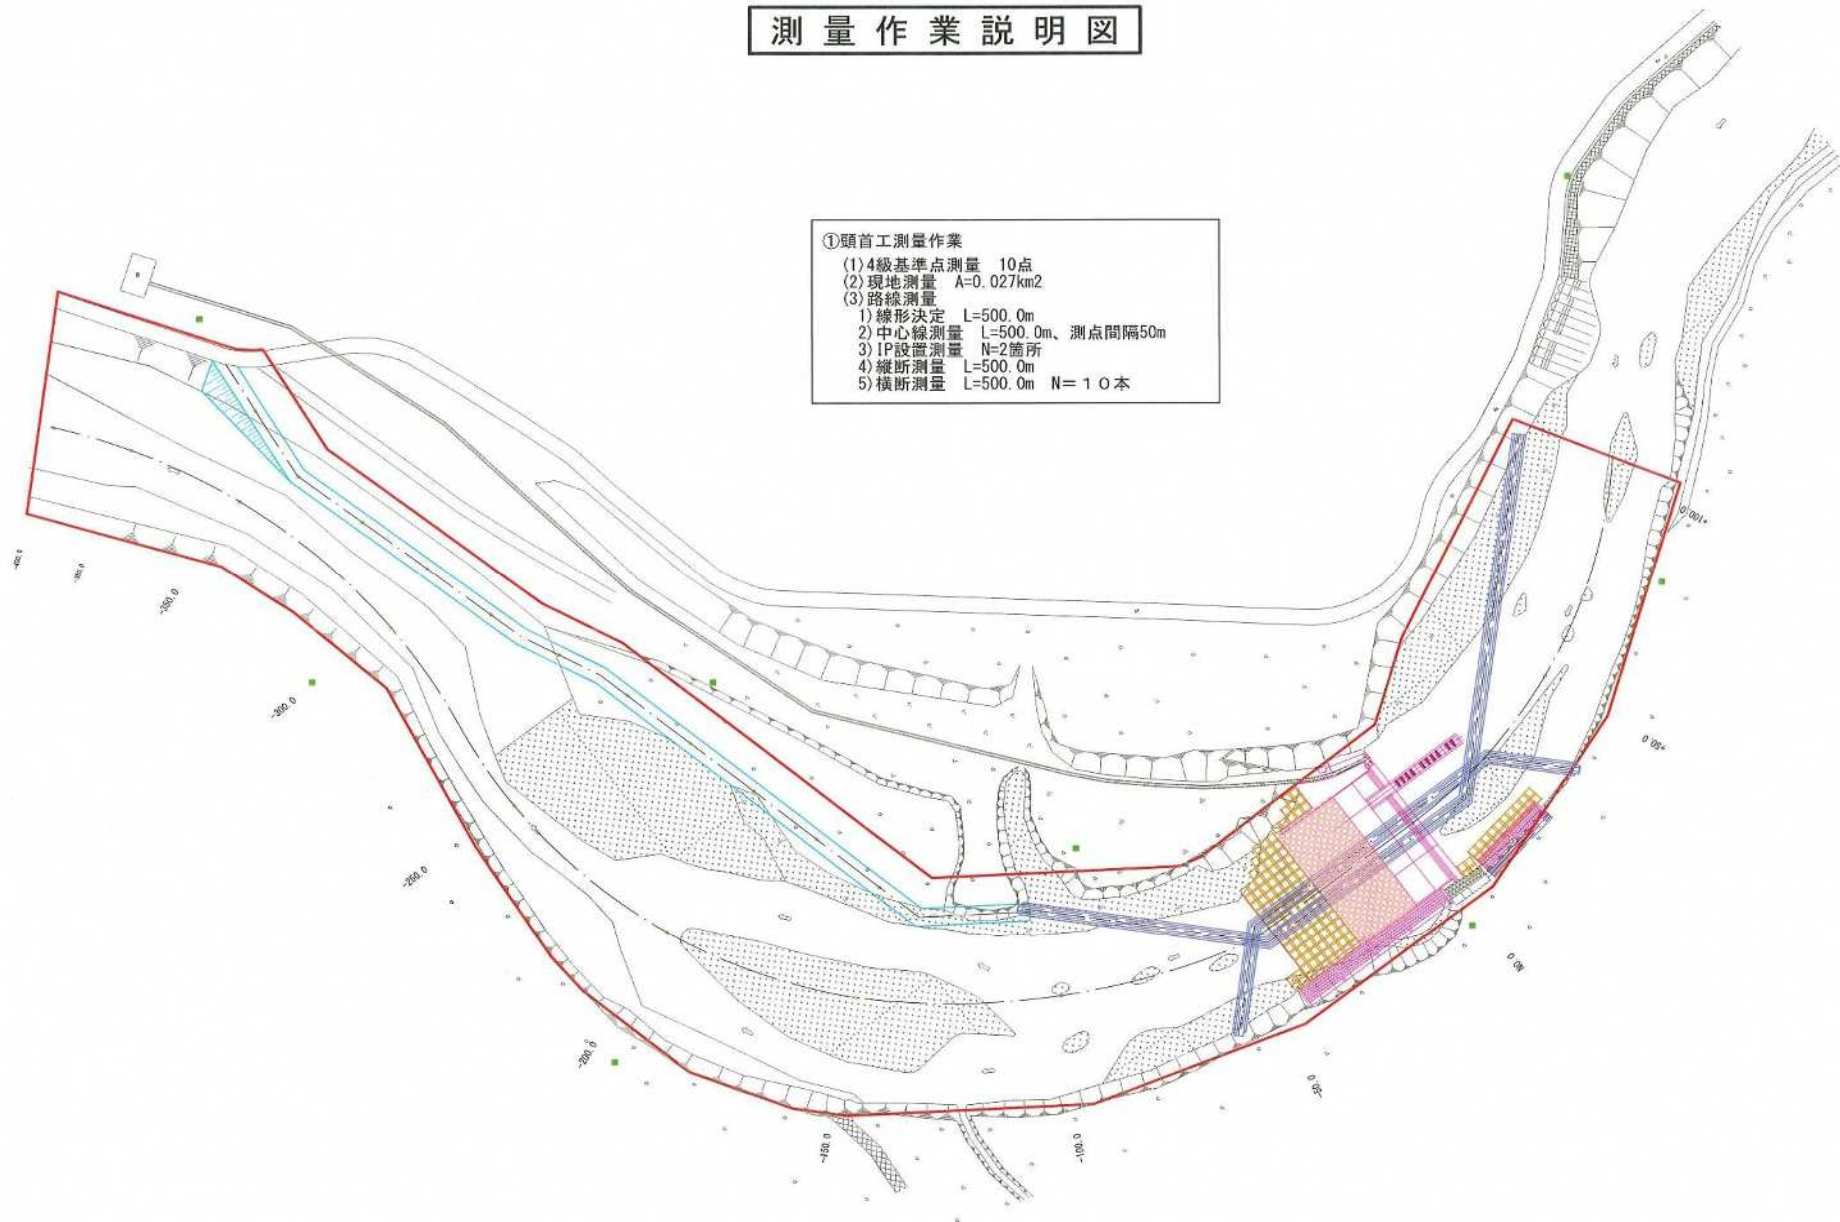 測量作業説明図
①頭首工測量作業
(1)4級基準点測量 10点
(2)現地測量 A=0.027km2
(3)路線測量
1)線形決定 L=500.0m
2)中心線測量 L=500.0m、測点間隔50m
3)IP設置測量 N=2箇所
4)縦断測量 L=500.0m
5)横断測量 L=500.0m N=10本
+100.0
+50.0
NO.0
-50.0
-100.0
-150.0
-200.0
-250.0
-300.0
-350.0